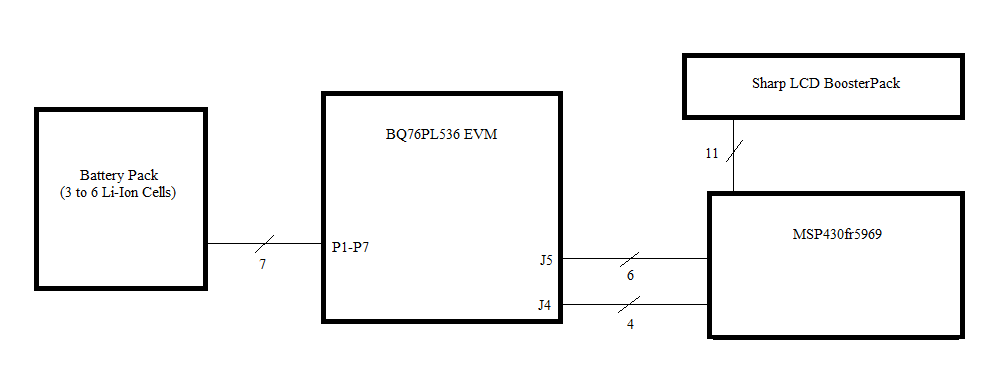 Sharp LCD BoosterPack
BQ76PL536 EVM
11
Battery Pack
(3 to 6 Li-Ion Cells)
MSP430fr5969
P1-P7
7
J5
6
J4
4